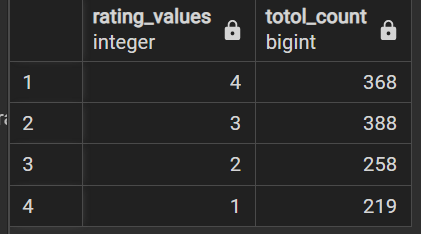 rating_values totol_count
integer bigint
1 4 368
2 3 388
3 2 258
4 1 219